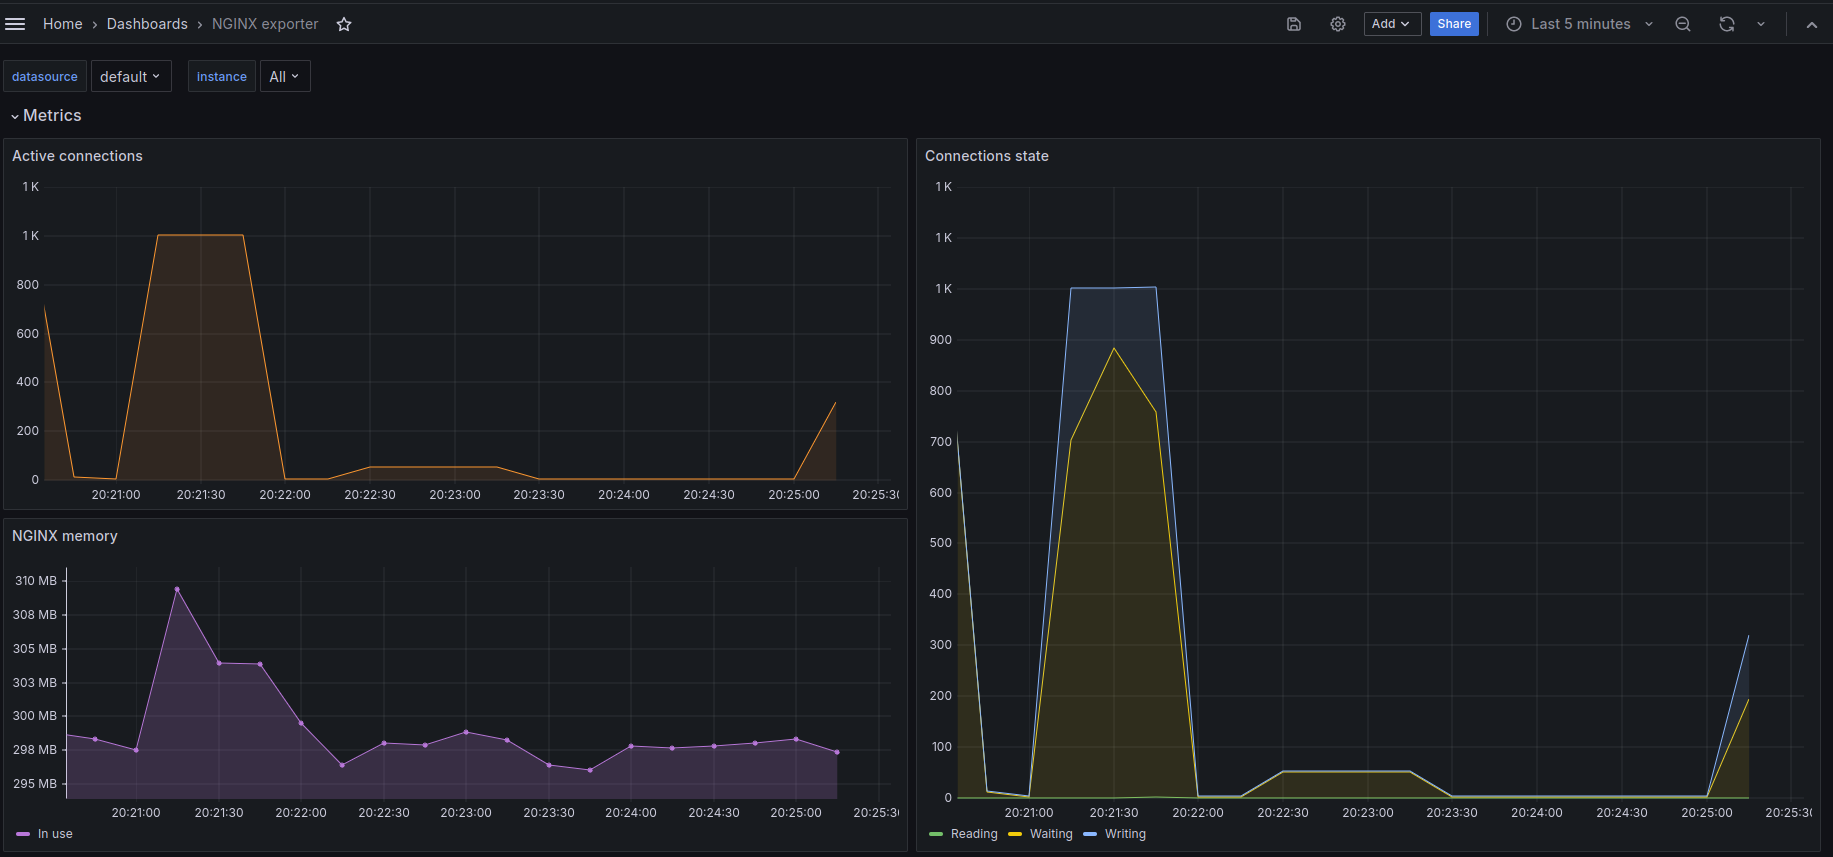 Home › Dashboards › NGINX exporter
Add
Share
Last 5 minutes
datasource
default
instance
All
Metrics
Active connections
1 K
1 K
800
600
400
200
0
20:21:00 20:21:30 20:22:00 20:22:30 20:23:00 20:23:30 20:24:00 20:24:30 20:25:00 20:25:3
NGINX memory
310 MB
308 MB
305 MB
303 MB
300 MB
298 MB
295 MB
20:21:00 20:21:30 20:22:00 20:22:30 20:23:00 20:23:30 20:24:00 20:24:30 20:25:00 20:25:3
In use
Connections state
1 K
1 K
1 K
900
800
700
600
500
400
300
200
100
0
20:21:00 20:21:30 20:22:00 20:22:30 20:23:00 20:23:30 20:24:00 20:24:30 20:25:00 20:25:3
Reading Waiting Writing